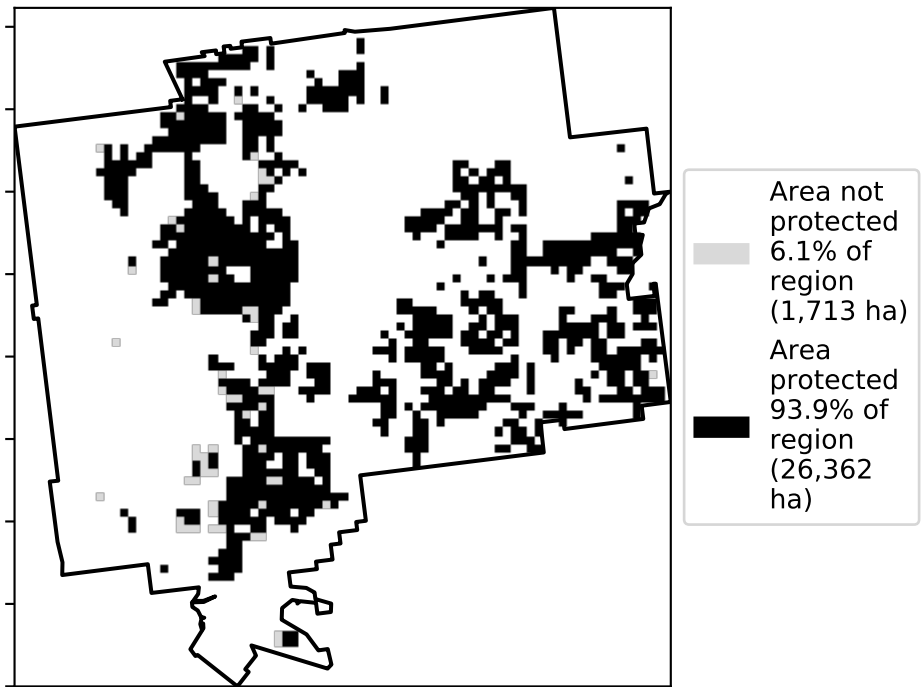 Area not
protected
6.1% of
region
(1,713 ha)
Area
protected
93.9% of
region
(26,362
ha)